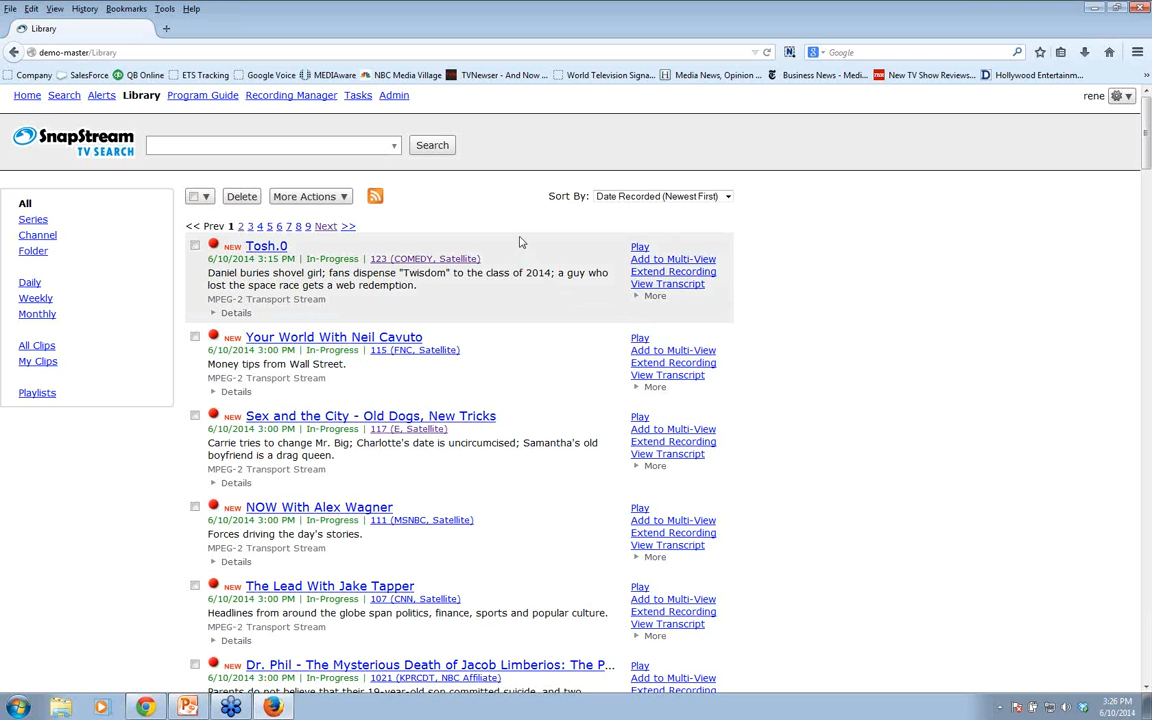 File Edit View History Bookmarks Tools Help
Library
demo-master/Library
Google
Company SalesForce QB Online ETS Tracking Google Voice MEDIAware NBC Media Village TVNewser - And Now ... World Television Signa... Media News, Opinion ... Business News - Medi... New TV Show Reviews... Hollywood Entertainm...
Home Search Alerts Library Program Guide Recording Manager Tasks Admin
rene
SnapStream
TV SEARCH
Search
All
Series
Channel
Folder
Daily
Weekly
Monthly
All Clips
My Clips
Playlists
Delete More Actions ▼
Sort By: Date Recorded (Newest First)
<< Prev 1 2 3 4 5 6 7 8 9 Next >>
NEW Tosh.0
6/10/2014 3:15 PM | In-Progress | 123 (COMEDY, Satellite)
Daniel buries shovel girl; fans dispense "Twisdom" to the class of 2014; a guy who
lost the space race gets a web redemption.
MPEG-2 Transport Stream
Details
Play
Add to Multi-View
Extend Recording
View Transcript
More
NEW Your World With Neil Cavuto
6/10/2014 3:00 PM | In-Progress | 115 (FNC, Satellite)
Money tips from Wall Street.
MPEG-2 Transport Stream
Details
Play
Add to Multi-View
Extend Recording
View Transcript
More
NEW Sex and the City - Old Dogs, New Tricks
6/10/2014 3:00 PM | In-Progress | 117 (E, Satellite)
Carrie tries to change Mr. Big; Charlotte's date is uncircumcised; Samantha's old
boyfriend is a drag queen.
MPEG-2 Transport Stream
Details
Play
Add to Multi-View
Extend Recording
View Transcript
More
NEW NOW With Alex Wagner
6/10/2014 3:00 PM | In-Progress | 111 (MSNBC, Satellite)
Forces driving the day's stories.
MPEG-2 Transport Stream
Details
Play
Add to Multi-View
Extend Recording
View Transcript
More
NEW The Lead With Jake Tapper
6/10/2014 3:00 PM | In-Progress | 107 (CNN, Satellite)
Headlines from around the globe span politics, finance, sports and popular culture.
MPEG-2 Transport Stream
Details
Play
Add to Multi-View
Extend Recording
View Transcript
More
NEW Dr. Phil - The Mysterious Death of Jacob Limberios: The P...
6/10/2014 3:00 PM | In-Progress | 1021 (KPRCDT, NBC Affiliate)
Parents do not believe that their 19-year-old son committed suicide, and two
Play
Add to Multi-View
Extend Recording
3:26 PM
6/10/2014